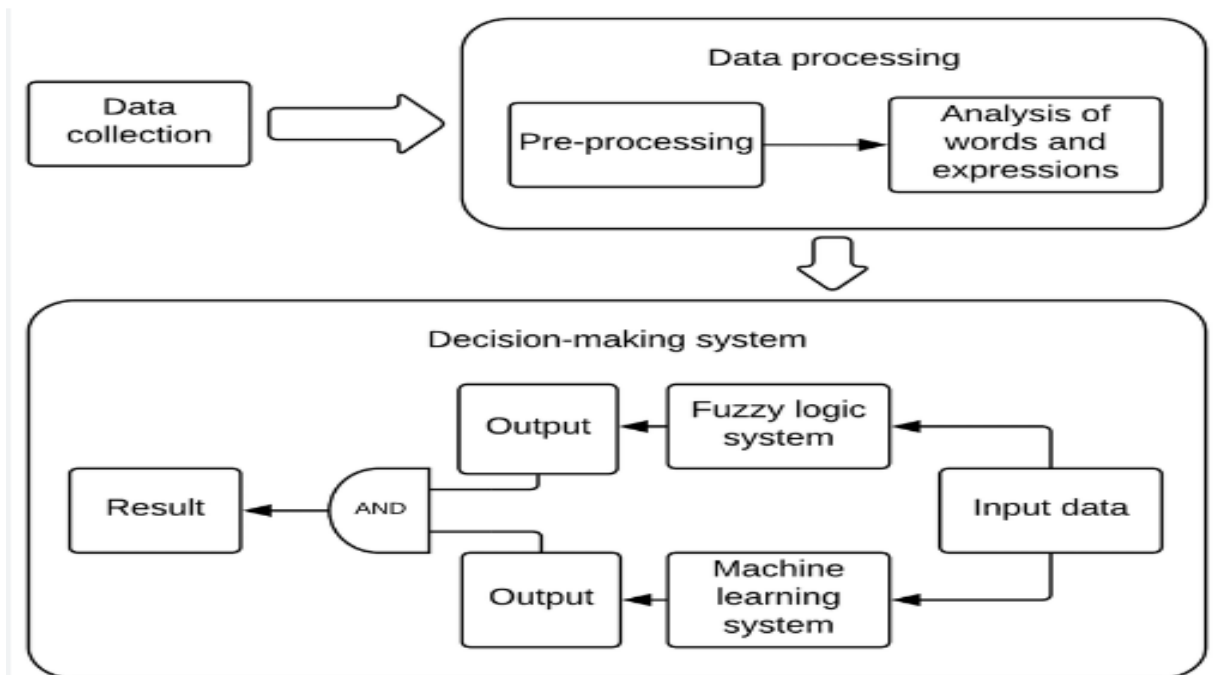 Data processing
Data
collection
Pre-processing
Analysis of
words and
expressions
Decision-making system
Output
Fuzzy logic
system
Result
AND
Input data
Output
Machine
learning
system